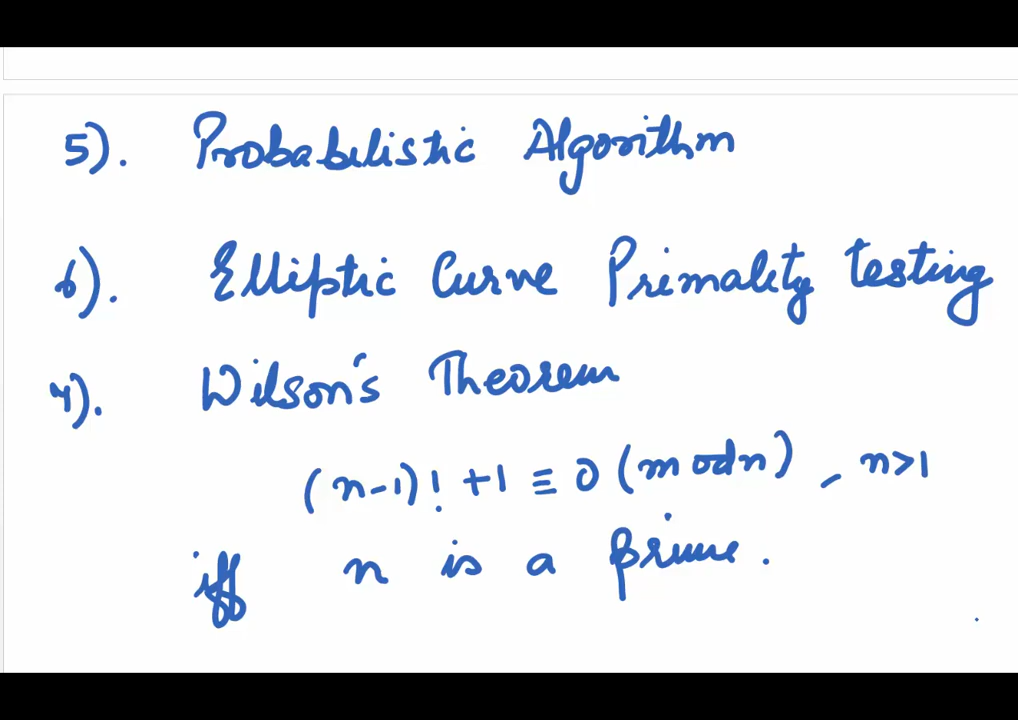 5). Probabilistic Algorithm
6). Elliptic Curve Primality testing
7). Wilson's Theorem
(n-1)! +1 ≡ 0 (mod n), n>1
iff n is a prime.